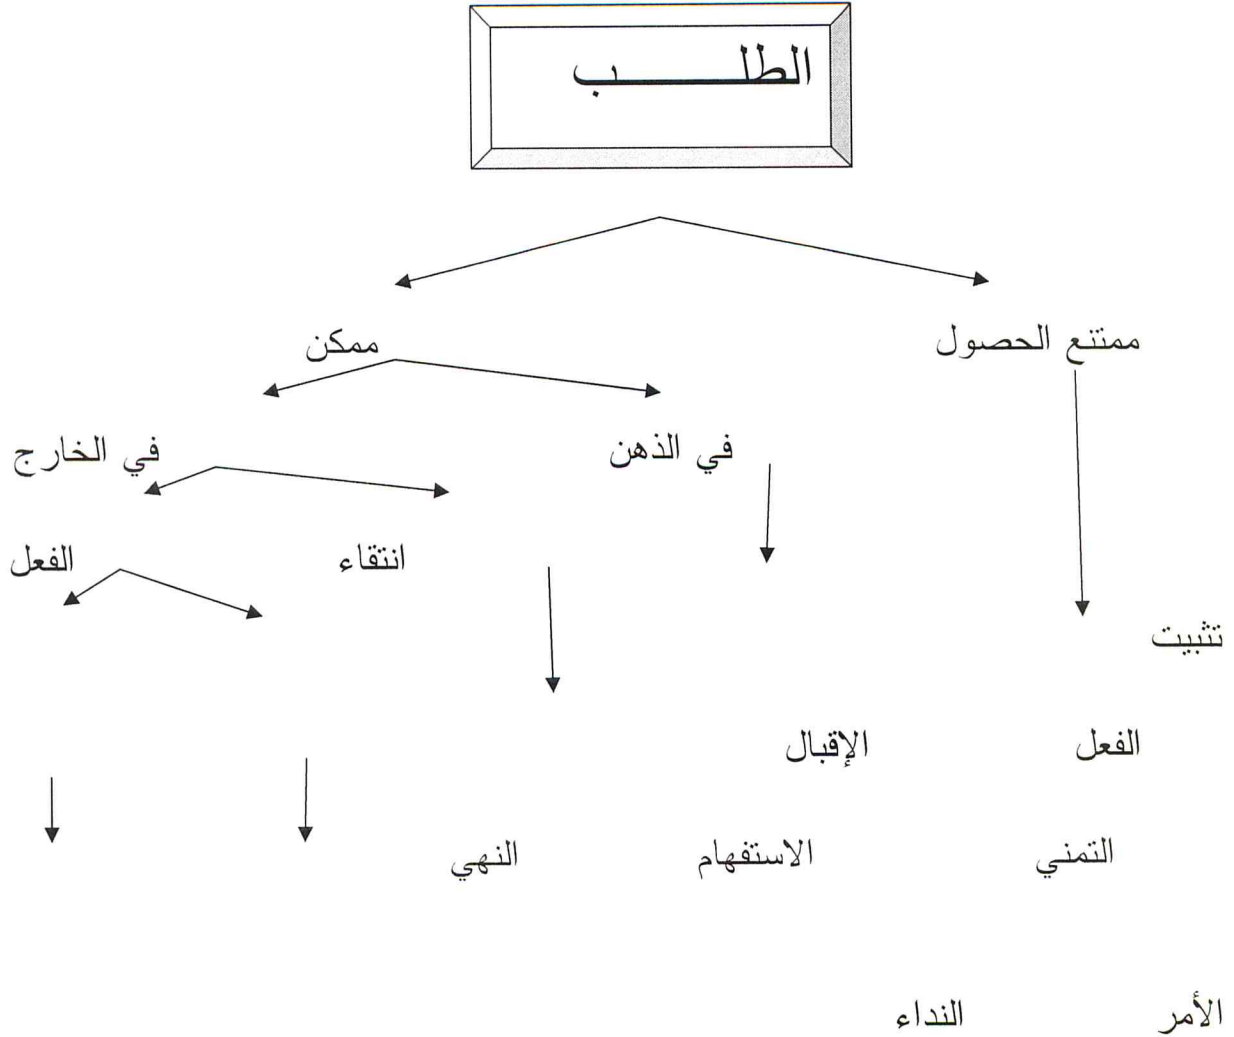 الطلب
ممتنع الحصول ممكن
في الذهن في الخارج
انتقاء الفعل
تثبيت
الفعل الإقبال
التمني الاستفهام النهي
الأمر النداء